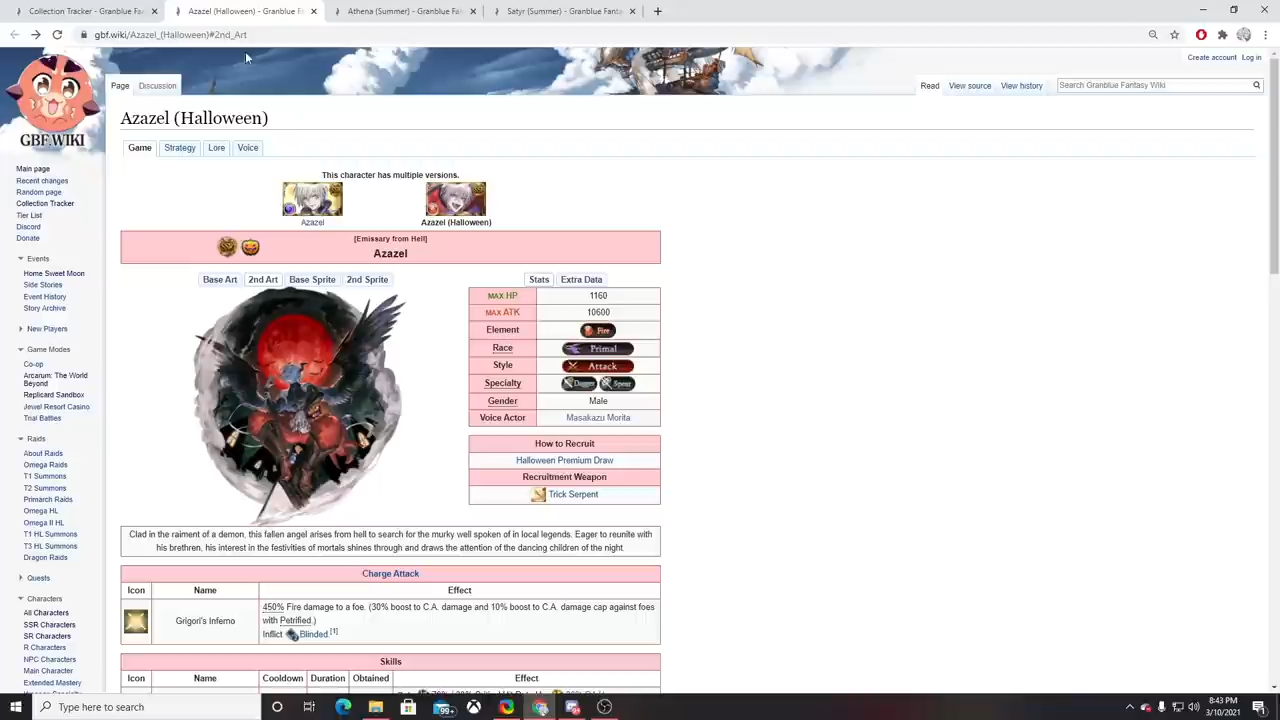 Collection Tracker - Granblue Fa
Azazel (Halloween) - Granblue Fa
Athena (Summer) - Granblue Fan
Satyr (Summer) - Granblue Fantas
gbf.wiki/Azazel_(Halloween)#2nd_Art
Create account Log in
Page Discussion
Read View source View history Search Granblue Fantasy Wiki
GBF.WIKI
Azazel (Halloween)
Game Strategy Lore Voice
Main page
Recent changes
Random page
Collection Tracker
Tier List
Discord
Donate
Events
Home Sweet Moon
Side Stories
Event History
Story Archive
New Players
Game Modes
Co-op
Arcarum: The World
Beyond
Replicard Sandbox
Jewel Resort Casino
Trial Battles
Raids
About Raids
Omega Raids
T1 Summons
T2 Summons
Primarch Raids
Omega HL
Omega II HL
T1 HL Summons
T3 HL Summons
Dragon Raids
Quests
Characters
All Characters
SSR Characters
SR Characters
R Characters
NPC Characters
Main Character
Extended Mastery
This character has multiple versions.
Azazel Azazel (Halloween)
[Emissary from Hell]
Azazel
Base Art 2nd Art Base Sprite 2nd Sprite
Stats Extra Data
MAX HP 1160
MAX ATK 10600
Element Fire
Race Primal
Style Attack
Specialty Dagger Spear
Gender Male
Voice Actor Masakazu Morita
How to Recruit
Halloween Premium Draw
Recruitment Weapon
Trick Serpent
Clad in the raiment of a demon, this fallen angel arises from hell to search for the murky well spoken of in local legends. Eager to reunite with
his brethren, his interest in the festivities of mortals shines through and draws the attention of the dancing children of the night.
Charge Attack
Icon Name Effect
Grigori's Inferno
450% Fire damage to a foe. (30% boost to C.A. damage and 10% boost to C.A. damage cap against foes
with Petrified.)
Inflict Blinded.[1]
Skills
Icon Name Cooldown Duration Obtained Effect
Type here to search
99+
8:43 PM
3/10/2021
1